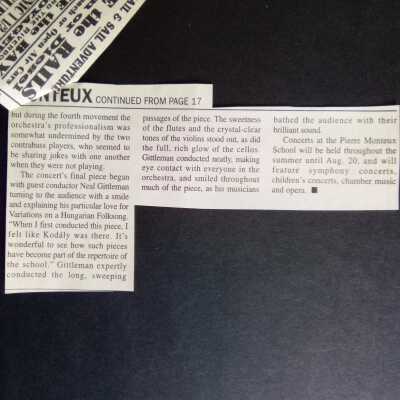 AIL & SAIL ADVENTUR
the RAILS
the BAY
ONTEUX CONTINUED FROM PAGE 17
but during the fourth movement the
orchestra's professionalism was
somewhat undermined by the two
contrabass players, who seemed to
be sharing jokes with one another
when they were not playing.
The concert's final piece began
with guest conductor Neal Gittleman
turning to the audience with a smile
and explaining his particular love for
Variations on a Hungarian Folksong.
"When I first conducted this piece, I
felt like Kodály was there. It's
wonderful to see how such pieces
have become part of the repertoire of
the school." Gittleman expertly
conducted the long, sweeping
passages of the piece. The sweetness
of the flutes and the crystal-clear
tones of the violins stood out, as did
the full, rich glow of the cellos.
Gittleman conducted neatly, making
eye contact with everyone in the
orchestra, and smiled throughout
much of the piece, as his musicians
bathed the audience with their
brilliant sound.
Concerts at the Pierre Monteux
School will be held throughout the
summer until Aug. 20, and will
feature symphony concerts,
children's concerts, chamber music
and opera.